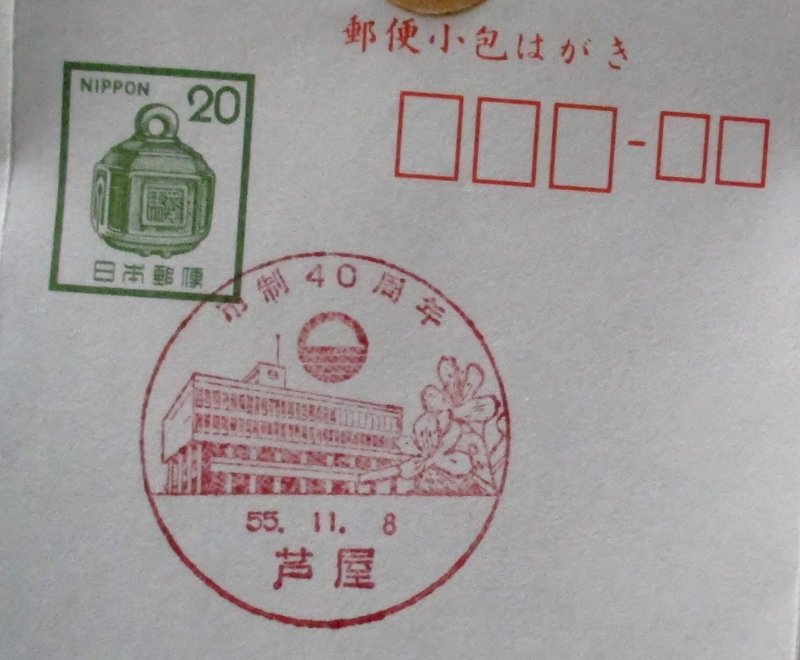 郵便小包はがき
NIPPON 20
日本郵便
市制40周年
55. 11. 8
芦屋